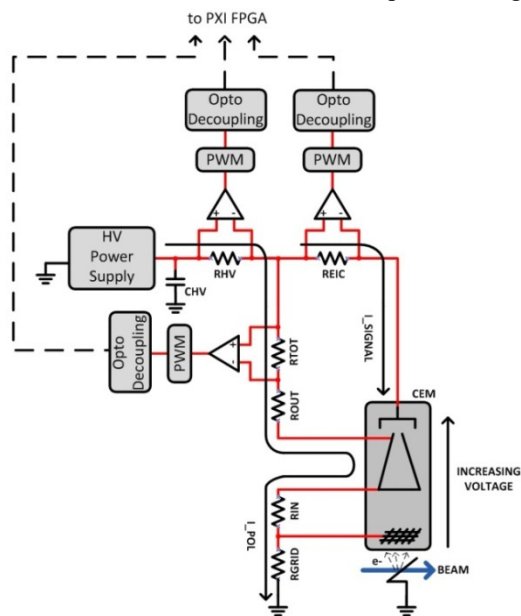 to PXI FPGA
Opto
Decoupling
Opto
Decoupling
PWM
PWM
+ -
+ -
HV
Power
Supply
RHV
REIC
CHV
I_SIGNAL
Opto
Decoupling
PWM
+
-
RTOT
ROUT
CEM
INCREASING
VOLTAGE
RIN
I_POL
RGRID
e-
BEAM